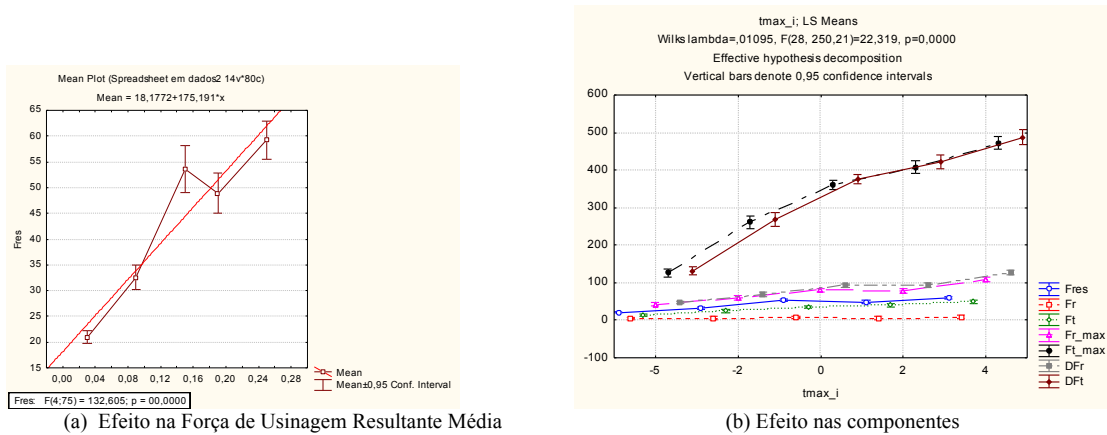 Mean Plot (Spreadsheet em dados2 14v*80c)
Mean = 18,1772+175,191*x
65
60
55
50
45
40
35
30
25
20
15
Fres
0,00
0,04
0,08
0,12
0,16
0,20
0,24
0,28
Mean
Mean±0,95 Conf. Interval
Fres: F(4;75) = 132,605; p = 00,0000
(a) Efeito na Força de Usinagem Resultante Média
tmax_i; LS Means
Wilks lambda=,01095, F(28, 250,21)=22,319, p=0,0000
Effective hypothesis decomposition
Vertical bars denote 0,95 confidence intervals
600
500
400
300
200
100
0
-100
-5
-2
0
2
4
tmax_i
Fres
Fr
Ft
Fr_max
Ft_max
DFr
DFt
(b) Efeito nas componentes